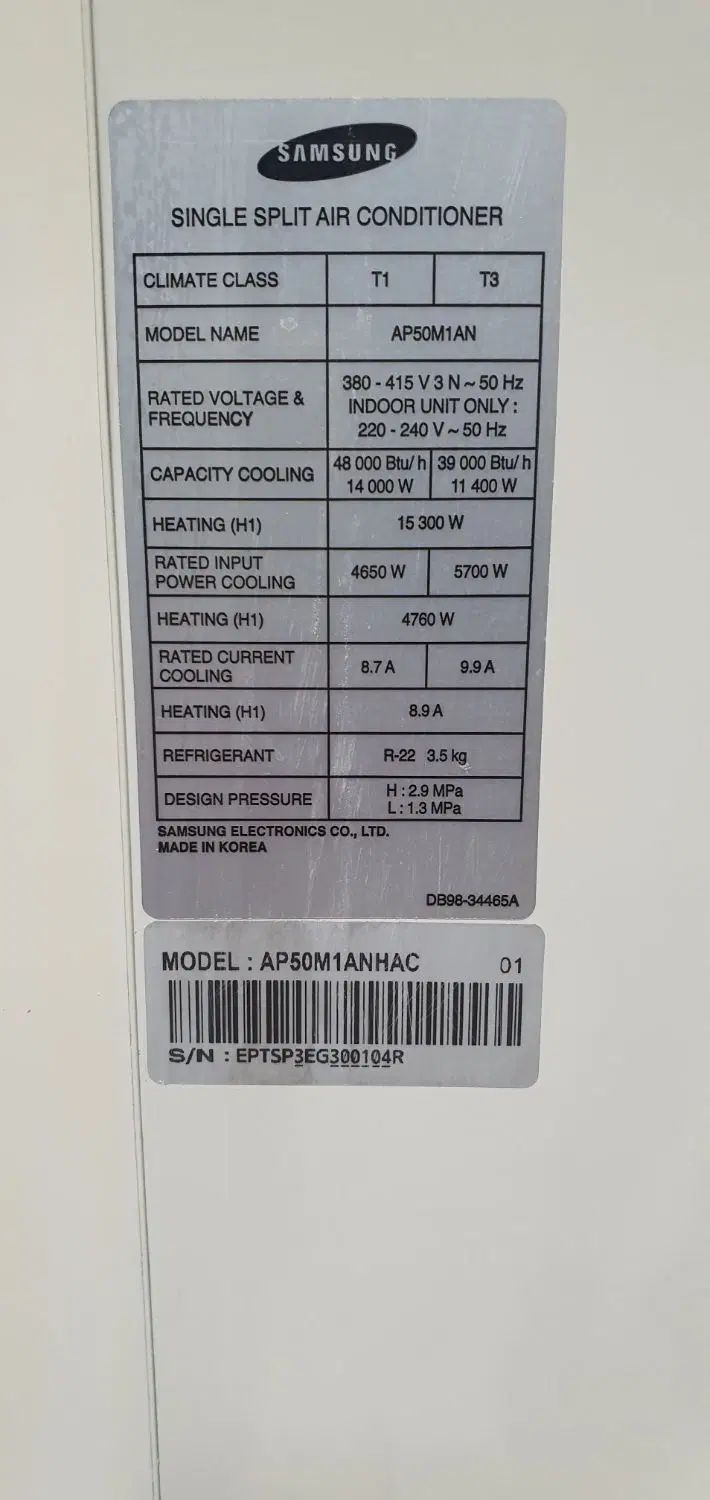 SAMSUNG
SINGLE SPLIT AIR CONDITIONER
CLIMATE CLASS T1 T3
MODEL NAME AP50M1AN
RATED VOLTAGE & FREQUENCY
380 - 415 V 3 N ~ 50 Hz
INDOOR UNIT ONLY :
220 - 240 V ~ 50 Hz
CAPACITY COOLING
48 000 Btu/ h 39 000 Btu/ h
14 000 W 11 400 W
HEATING (H1) 15 300 W
RATED INPUT
POWER COOLING
4650 W 5700 W
HEATING (H1) 4760 W
RATED CURRENT
COOLING
8.7 A 9.9 A
HEATING (H1) 8.9 A
REFRIGERANT R-22 3.5 kg
DESIGN PRESSURE
H : 2.9 MPa
L : 1.3 MPa
SAMSUNG ELECTRONICS CO., LTD.
MADE IN KOREA
DB98-34465A
MODEL : AP50M1ANHAC 01
S/N : EPTSP3EG300104R